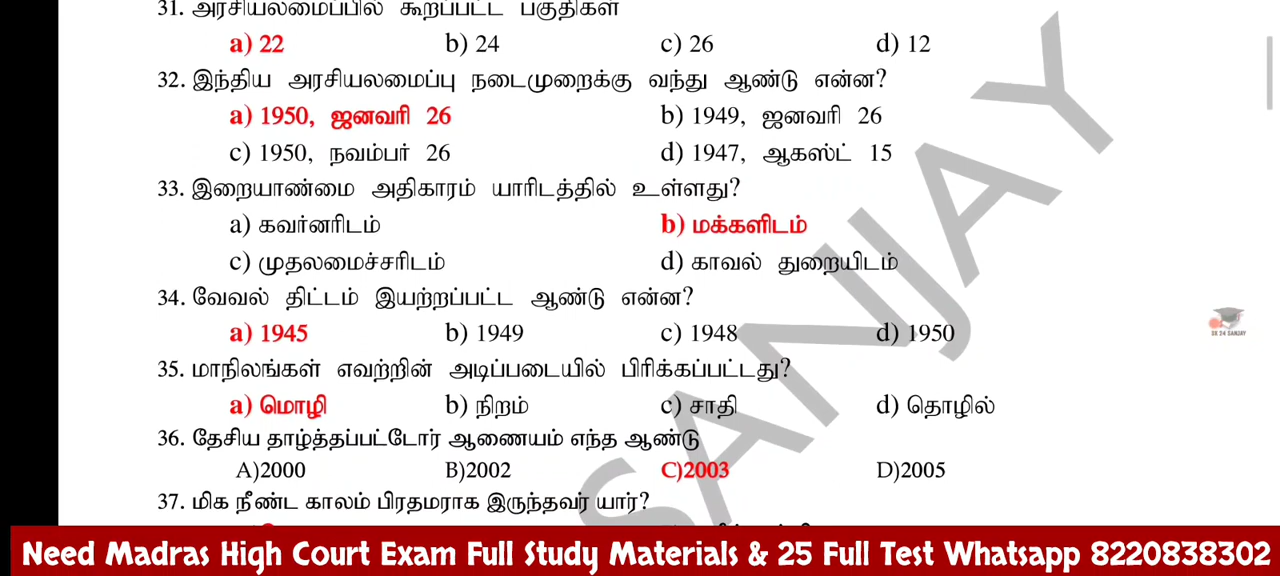 31. அரசியலமைப்பில் கூறப்பட்ட பகுதிகள்
a) 22 b) 24 c) 26 d) 12
32. இந்திய அரசியலமைப்பு நடைமுறைக்கு வந்து ஆண்டு என்ன?
a) 1950, ஜனவரி 26 b) 1949, ஜனவரி 26
c) 1950, நவம்பர் 26 d) 1947, ஆகஸ்ட் 15
33. இறையாண்மை அதிகாரம் யாரிடத்தில் உள்ளது?
a) கவர்னரிடம் b) மக்களிடம்
c) முதலமைச்சரிடம் d) காவல் துறையிடம்
34. வேவல் திட்டம் இயற்றப்பட்ட ஆண்டு என்ன?
a) 1945 b) 1949 c) 1948 d) 1950
35. மாநிலங்கள் எவற்றின் அடிப்படையில் பிரிக்கப்பட்டது?
a) மொழி b) நிறம் c) சாதி d) தொழில்
36. தேசிய தாழ்த்தப்பட்டோர் ஆணையம் எந்த ஆண்டு
A)2000 B)2002 C)2003 D)2005
37. மிக நீண்ட காலம் பிரதமராக இருந்தவர் யார்?
SANJAY
SK 24 SANJAY
Need Madras High Court Exam Full Study Materials & 25 Full Test Whatsapp 8220838302